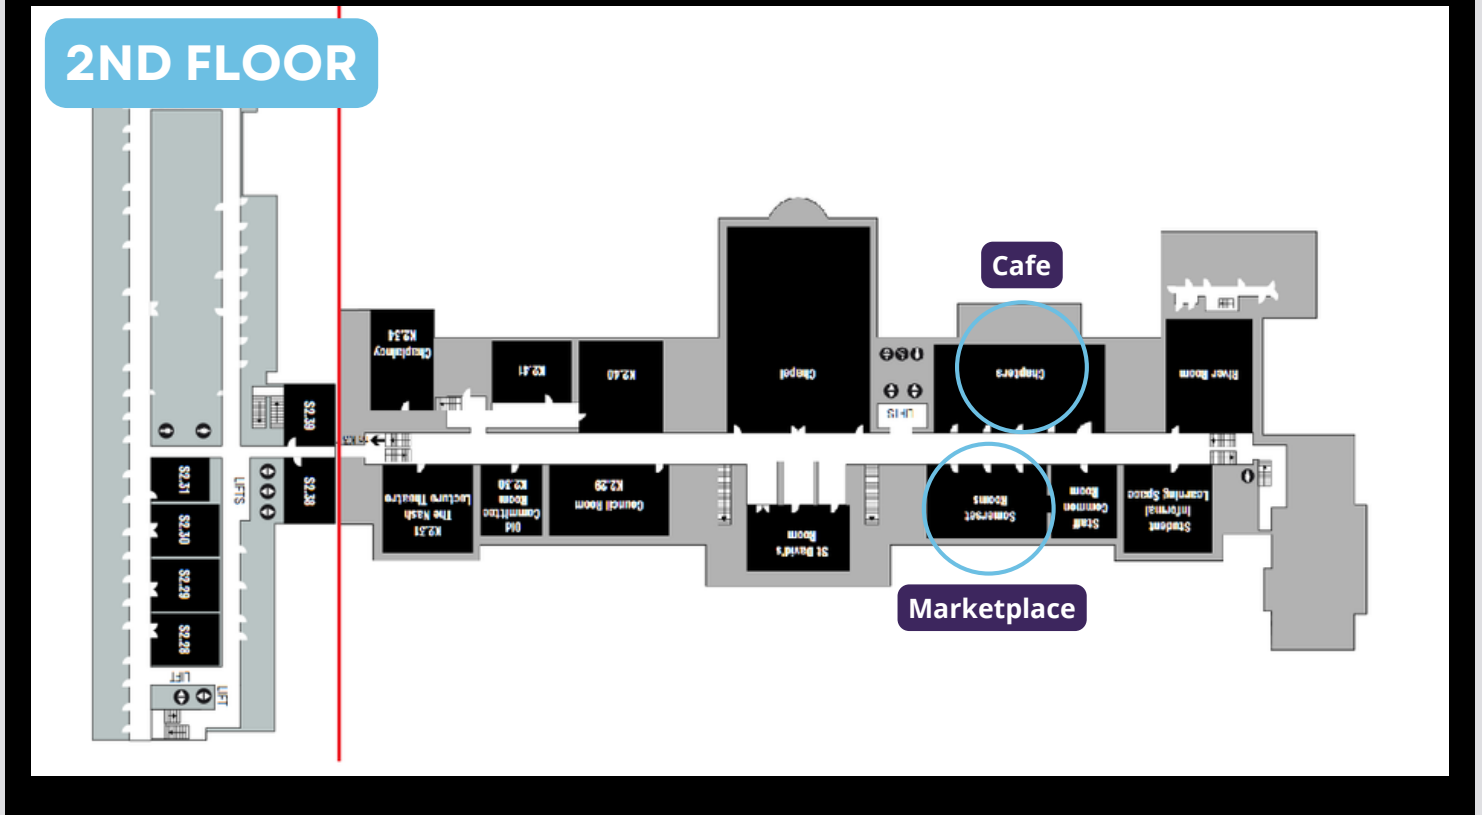 2ND FLOOR
Cafe
Marketplace
Chaplaincy
K2.34
K2.41
K2.40
Chapel
LIFTS
Chapters
River Room
S2.39
S2.38
S2.31
S2.30
S2.29
S2.28
LIFTS
LIFT
LIFT
K2.31
The Nash
Lecture Theatre
Old
Committee
Room
K2.30
Council Room
K2.29
St David's
Room
Somerset
Rooms
Staff
Common
Room
Student
Informal
Learning Space